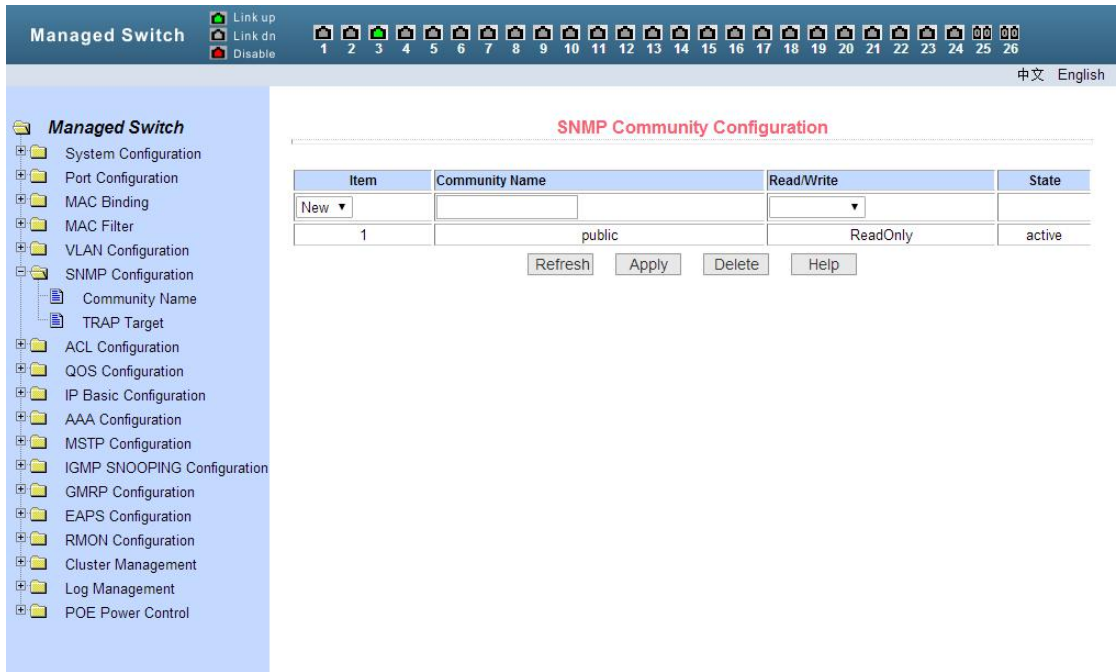 Managed Switch
Link up
Link dn
Disable
1 2 3 4 5 6 7 8 9 10 11 12 13 14 15 16 17 18 19 20 21 22 23 24 25 26
中文 English
Managed Switch
System Configuration
Port Configuration
MAC Binding
MAC Filter
VLAN Configuration
SNMP Configuration
Community Name
TRAP Target
ACL Configuration
QOS Configuration
IP Basic Configuration
AAA Configuration
MSTP Configuration
IGMP SNOOPING Configuration
GMRP Configuration
EAPS Configuration
RMON Configuration
Cluster Management
Log Management
POE Power Control
SNMP Community Configuration
Item Community Name Read/Write State
New
1 public ReadOnly active
Refresh Apply Delete Help